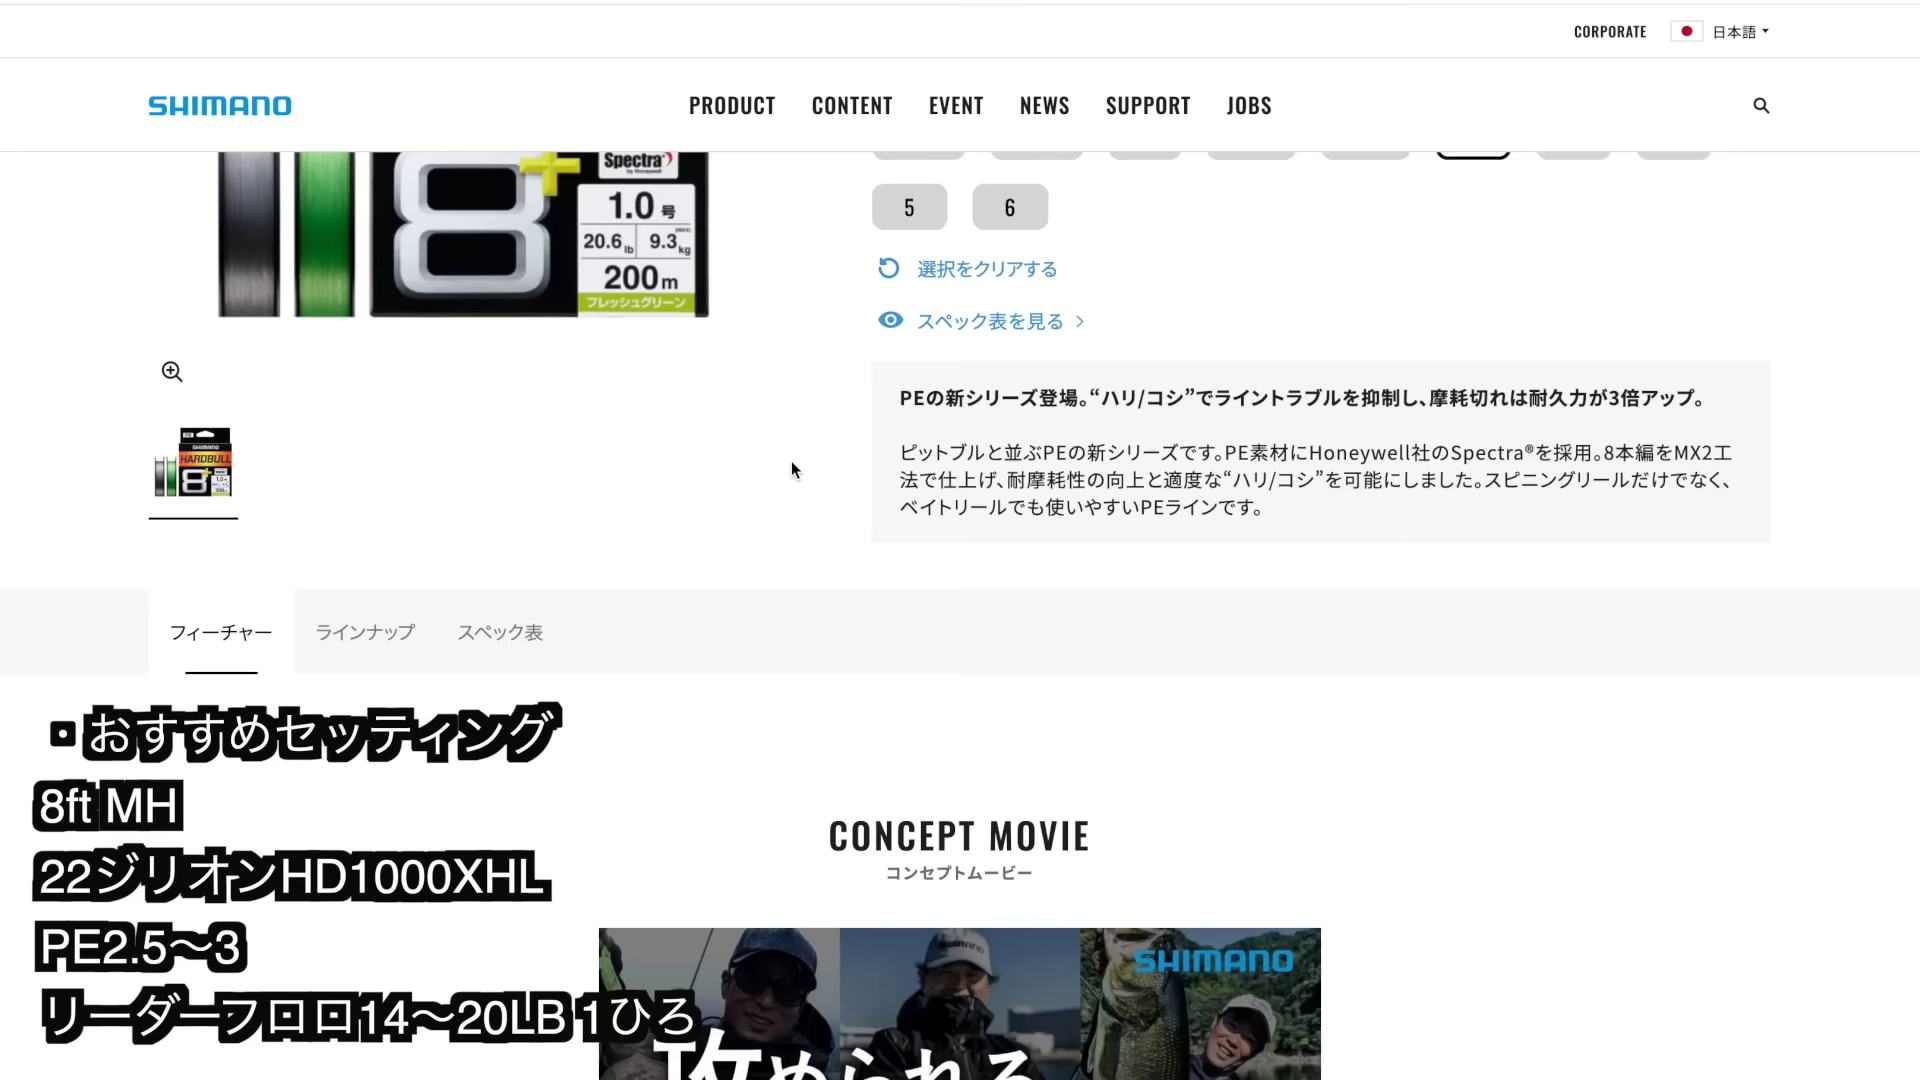 CORPORATE
日本語
SHIMANO
PRODUCT
CONTENT
EVENT
NEWS
SUPPORT
JOBS
Spectra
by Honeywell
8+
1.0号
20.6lb
(MAX)
9.3kg
200m
フレッシュグリーン
5
6
選択をクリアする
スペック表を見る
PE
SHIMANO
HARDBULL
8+
PEの新シリーズ登場。“ハリ/コシ”でライントラブルを抑制し、摩耗切れは耐久力が3倍アップ。
ピットブルと並ぶPEの新シリーズです。PE素材にHoneywell社のSpectra®を採用。8本編をMX2工
法で仕上げ、耐摩耗性の向上と適度な“ハリ/コシ”を可能にしました。スピニングリールだけでなく、
ベイトリールでも使いやすいPEラインです。
フィーチャー
ラインナップ
スペック表
・おすすめセッティング
8ft MH
22ジリオンHD1000XHL
PE2.5〜3
リーダーフロロ14〜20LB 1ひろ
CONCEPT MOVIE
コンセプトムービー
SHIMANO
SHIMANO
攻められる